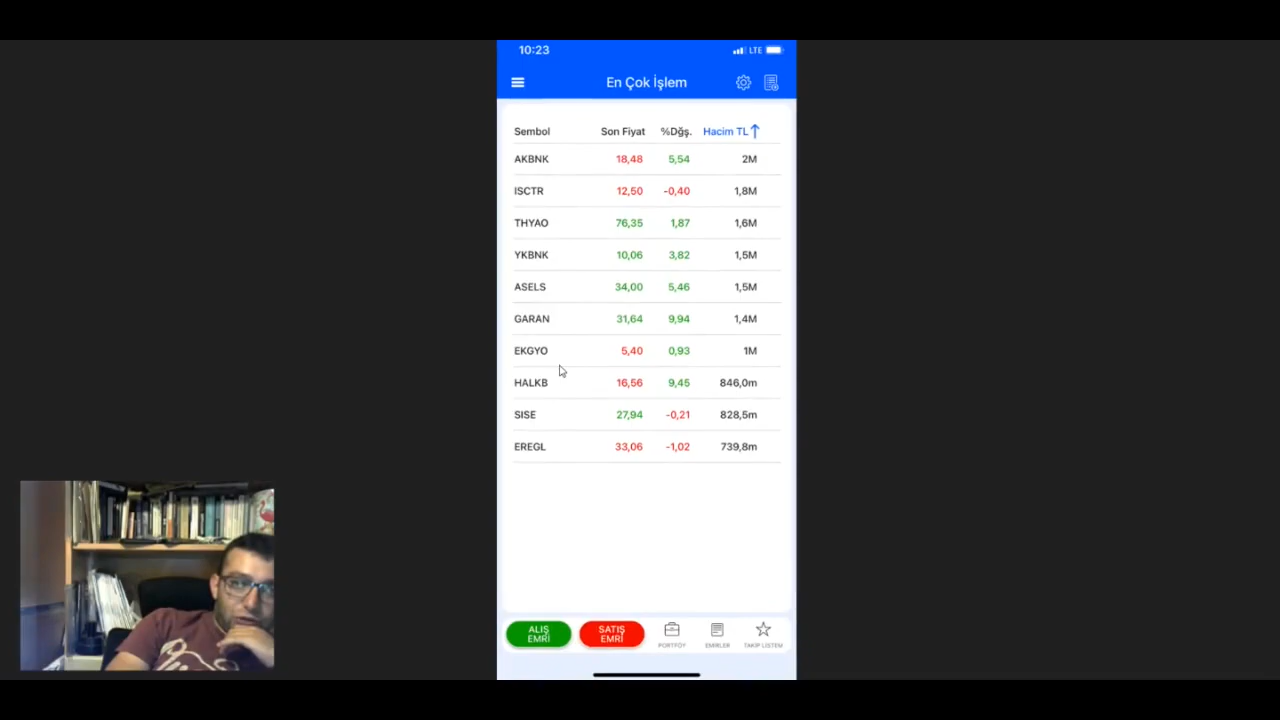 10:23 LTE
En Çok İşlem
Sembol Son Fiyat %Dğş. Hacim TL
AKBNK 18,48 5,54 2M
ISCTR 12,50 -0,40 1,8M
THYAO 76,35 1,87 1,6M
YKBNK 10,06 3,82 1,5M
ASELS 34,00 5,46 1,5M
GARAN 31,64 9,94 1,4M
EKGYO 5,40 0,93 1M
HALKB 16,56 9,45 846,0m
SISE 27,94 -0,21 828,5m
EREGL 33,06 -1,02 739,8m
ALIŞ
EMRİ
SATIŞ
EMRİ
PORTFÖY EMİRLER TAKİP LİSTEM